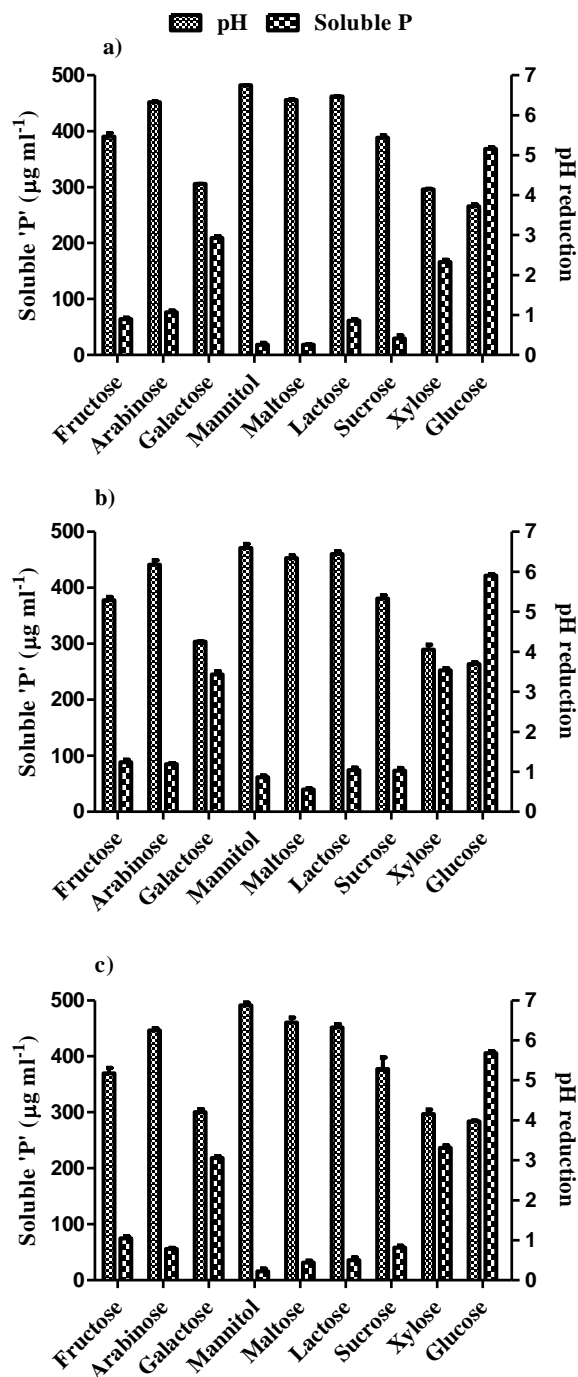 pH Soluble P
a)
500 7
400 6
300 5
200 4
100 3
0 2
1
0
Soluble 'P' (µg ml-1)
pH reduction
Fructose Arabinose Galactose Mannitol Maltose Lactose Sucrose Xylose Glucose
b)
500 7
400 6
300 5
200 4
100 3
0 2
1
0
Soluble 'P' (µg ml-1)
pH reduction
Fructose Arabinose Galactose Mannitol Maltose Lactose Sucrose Xylose Glucose
c)
500 7
400 6
300 5
200 4
100 3
0 2
1
0
Soluble 'P' (µg ml-1)
pH reduction
Fructose Arabinose Galactose Mannitol Maltose Lactose Sucrose Xylose Glucose